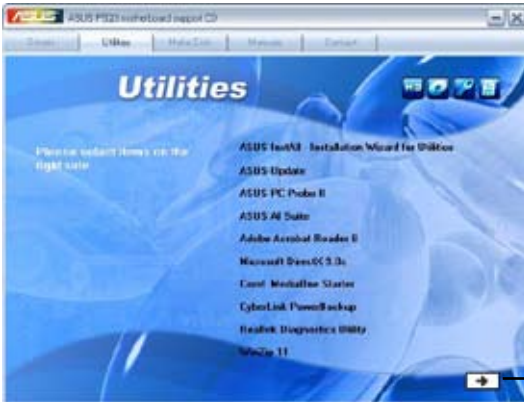 ASUS
ASUS motherboard support CD
Drivers Utilities Make Disk Manuals Contact
Utilities
Please select items on the
right side
ASUS InstAll - Installation Wizard for Utilities
ASUS Update
ASUS PC Probe II
ASUS AI Suite
Adobe Acrobat Reader 8
Microsoft DirectX 9.0c
Corel MediaOne Starter
CyberLink PowerBackup
Realtek Diagnostics Utility
WinZip 11